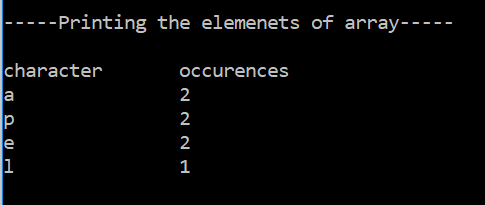 -----Printing the elemenets of array-----
character occurences
a 2
p 2
e 2
l 1